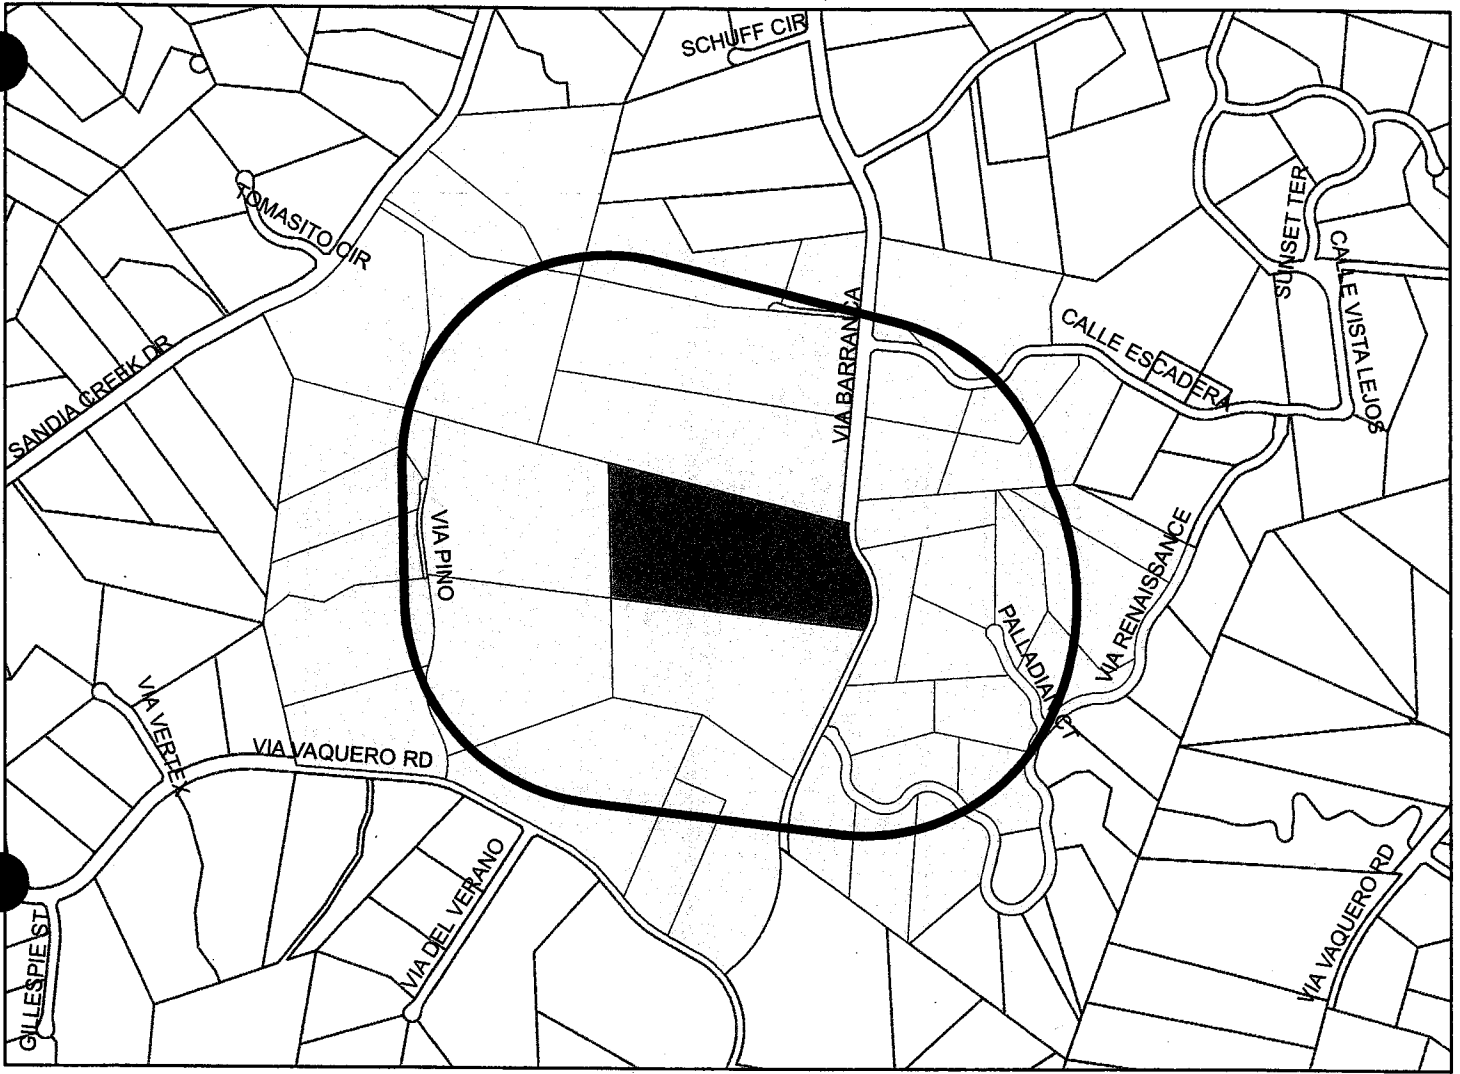 SCHUFF CIR
TOMASITO CIR
SUNSET TER
CALLE VISTA LEJOS
CALLE ESCADERA
VIA BARRANCA
SANDIA CREEK DR
VIA PINO
VIA RENAISSANCE
PALLADIAN CT
VIA VERTEX
VIA VAQUERO RD
VIA DEL VERANO
VIA VAQUERO RD
GILLESPIE ST